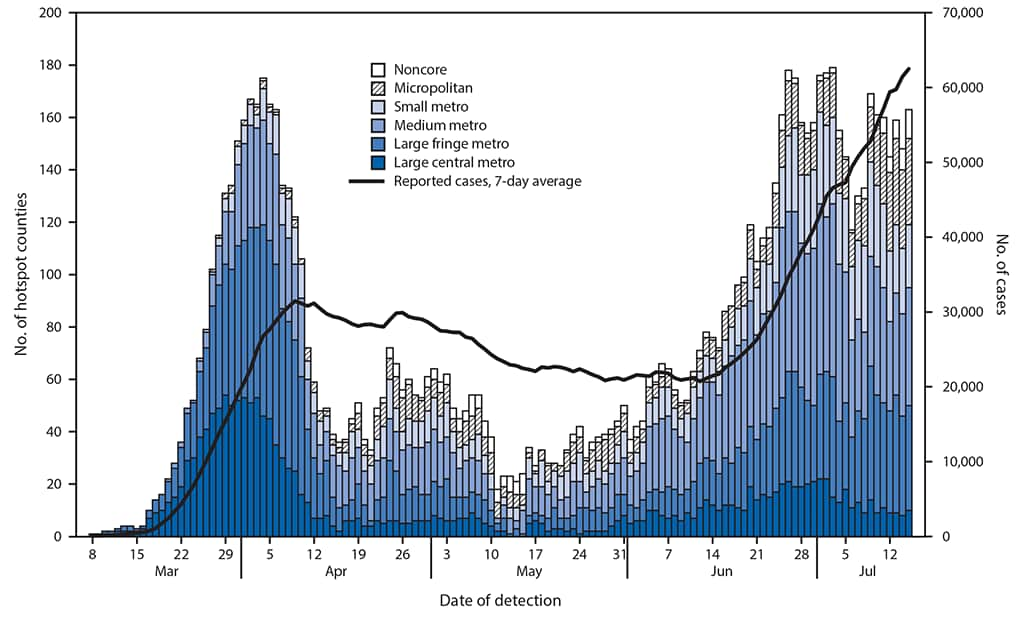 200
180
160
140
120
100
80
60
40
20
0
No. of hotspot counties
Noncore
Micropolitan
Small metro
Medium metro
Large fringe metro
Large central metro
Reported cases, 7-day average
70,000
60,000
50,000
40,000
30,000
20,000
10,000
0
No. of cases
8 15 22 29 5 12 19 26 3 10 17 24 31 7 14 21 28 5 12
Mar Apr May Jun Jul
Date of detection